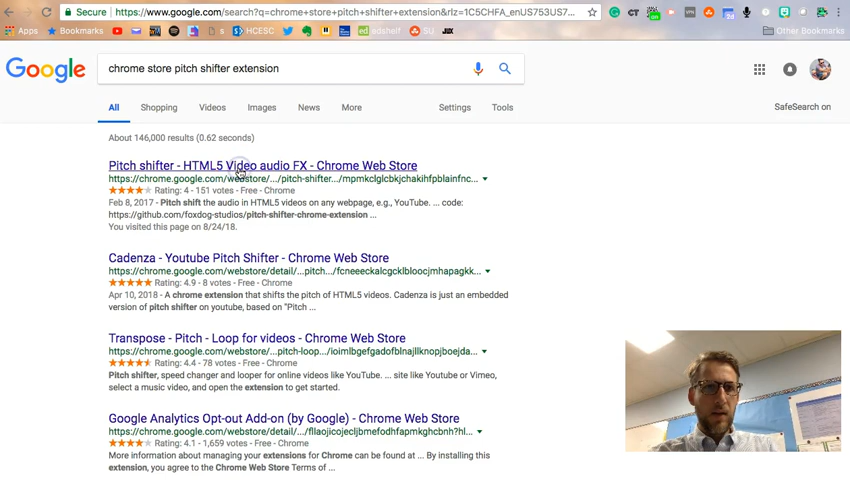 Secure https://www.google.com/search?q=chrome+store+pitch+shifter+extension&rlz=1C5CHFA_enUS753US7...
Apps Bookmarks HCESC edshelf SU Other Bookmarks
Google chrome store pitch shifter extension
All Shopping Videos Images News More Settings Tools SafeSearch on
About 146,000 results (0.62 seconds)
Pitch shifter - HTML5 Video audio FX - Chrome Web Store
https://chrome.google.com/webstore/.../pitch-shifter.../mpmkclglcbkjchakihfpblainfnc...
Rating: 4 - 151 votes - Free - Chrome
Feb 8, 2017 - Pitch shift the audio in HTML5 videos on any webpage, e.g., YouTube. ... code:
https://github.com/foxdog-studios/pitch-shifter-chrome-extension ...
You visited this page on 8/24/18.
Cadenza - Youtube Pitch Shifter - Chrome Web Store
https://chrome.google.com/webstore/detail/...pitch.../fcneeeckalcgcklbloocjmhapagkk...
Rating: 4.9 - 8 votes - Free - Chrome
Apr 10, 2018 - A chrome extension that shifts the pitch of HTML5 videos. Cadenza is just an embedded
version of pitch shifter on youtube, based on "Pitch ...
Transpose - Pitch - Loop for videos - Chrome Web Store
https://chrome.google.com/webstore/...pitch-loop.../ioimlbgefgadofblnajllknopjboejda...
Rating: 4.4 - 78 votes - Free - Chrome
Pitch shifter, speed changer and looper for online videos like YouTube. ... site like Youtube or Vimeo,
select a music video, and open the extension to get started.
Google Analytics Opt-out Add-on (by Google) - Chrome Web Store
https://chrome.google.com/webstore/detail/.../fllaojicojecljbmefodhfapmkghcbnh?hl...
Rating: 4.1 - 1,659 votes - Free - Chrome
More information about managing your extensions for Chrome can be found at ... By installing this
extension, you agree to the Chrome Web Store Terms of ...